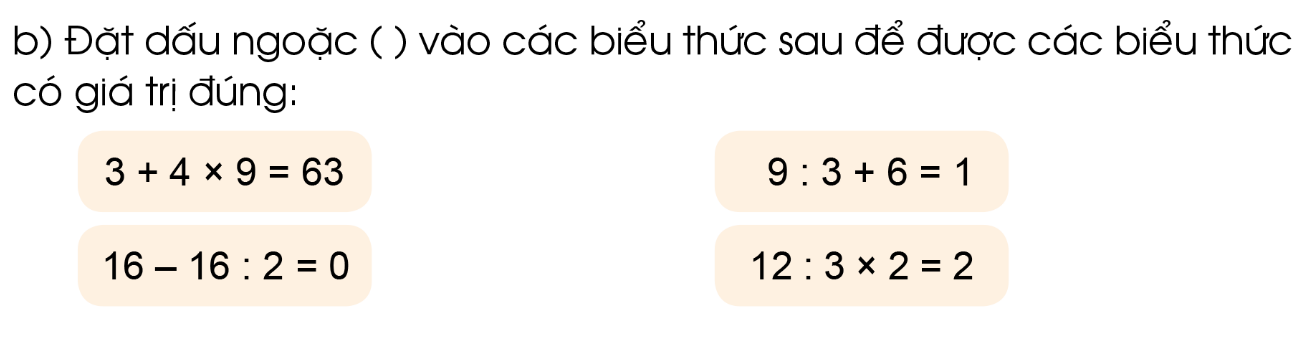 b) Đặt dấu ngoặc ( ) vào các biểu thức sau để được các biểu thức
có giá trị đúng:
3 + 4 × 9 = 63
9 : 3 + 6 = 1
16 – 16 : 2 = 0
12 : 3 × 2 = 2